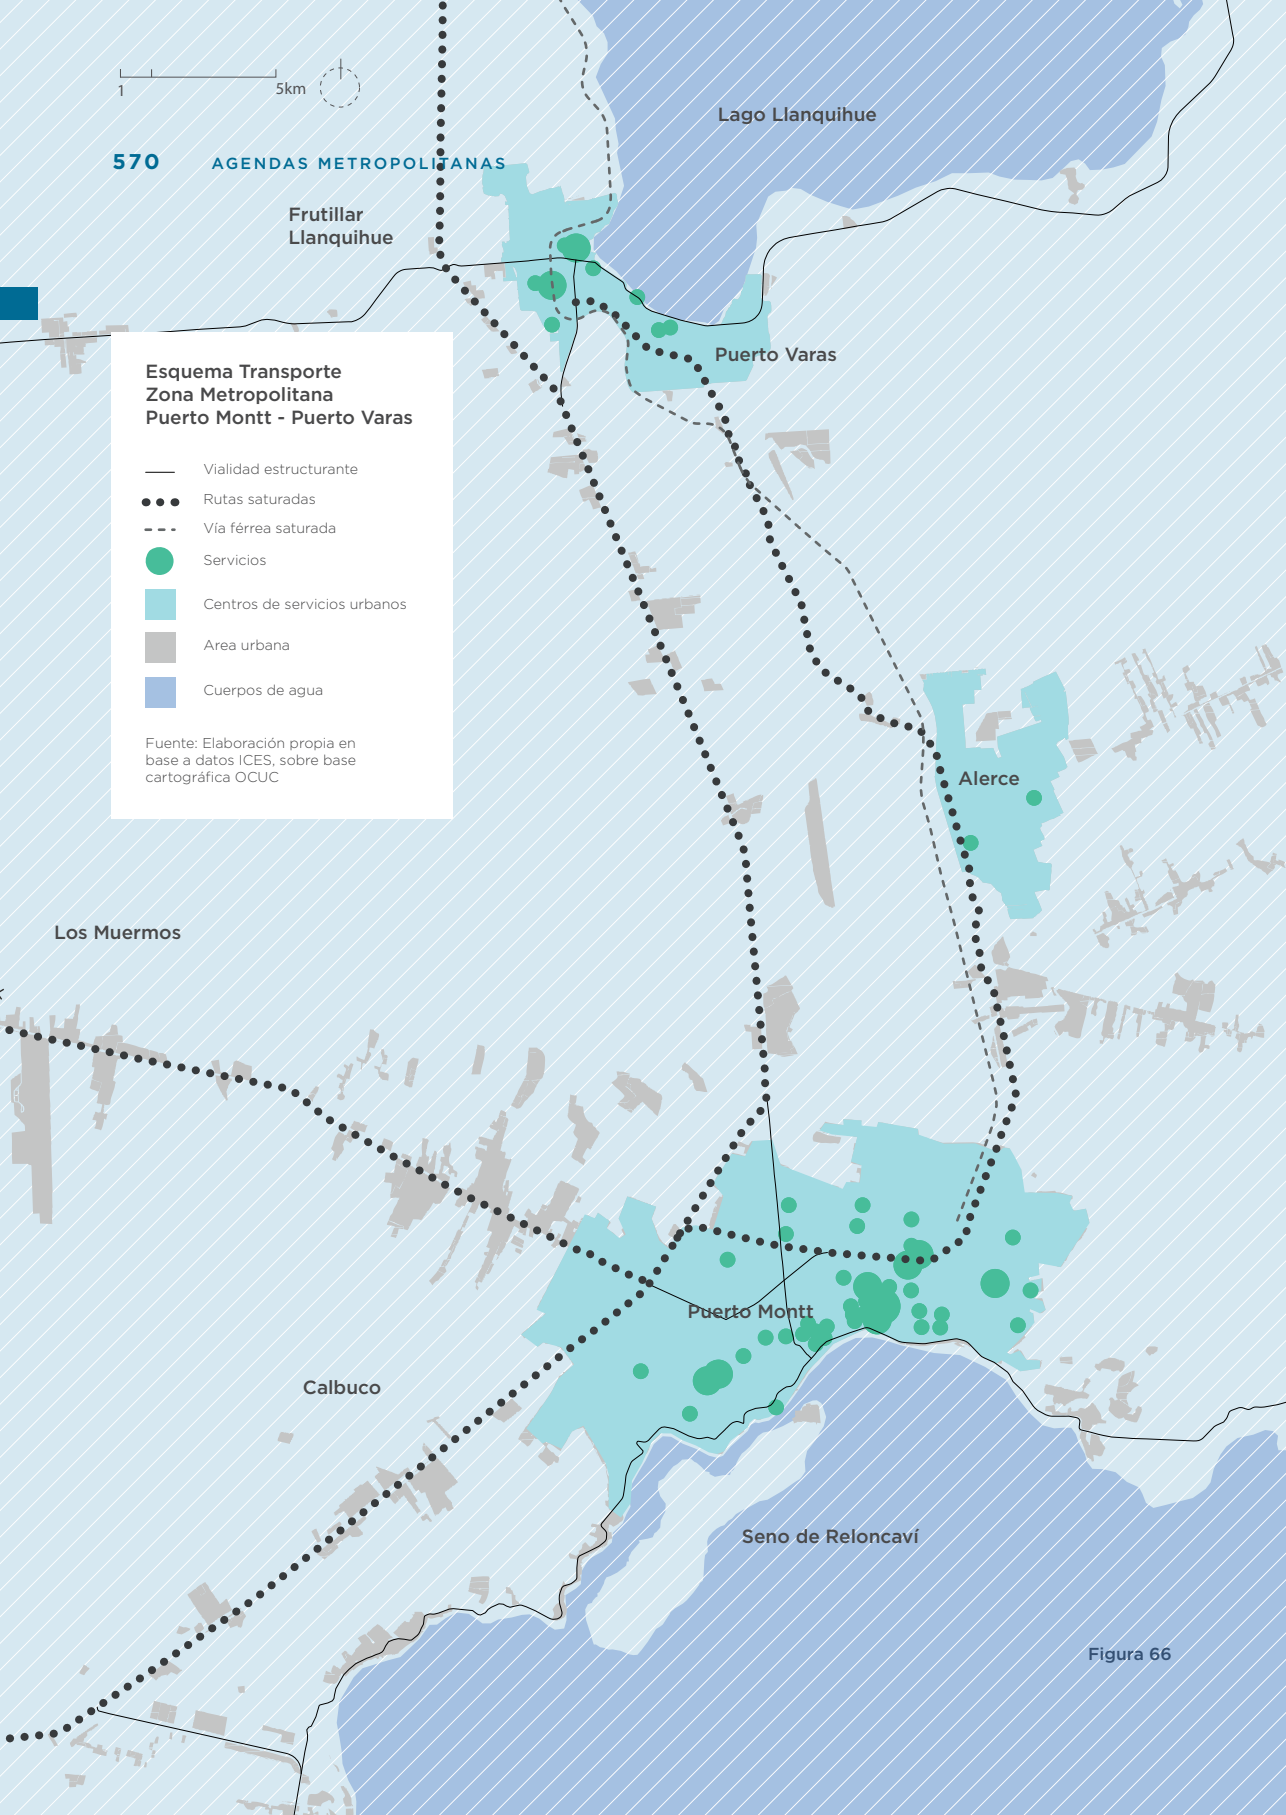 1 5km
Lago Llanquihue
570 AGENDAS METROPOLITANAS
Frutillar
Llanquihue
Puerto Varas
Esquema Transporte
Zona Metropolitana
Puerto Montt - Puerto Varas
Vialidad estructurante
Rutas saturadas
Vía férrea saturada
Servicios
Centros de servicios urbanos
Area urbana
Cuerpos de agua
Fuente: Elaboración propia en
base a datos ICES, sobre base
cartográfica OCUC
Alerce
Los Muermos
Puerto Montt
Calbuco
Seno de Reloncaví
Figura 66